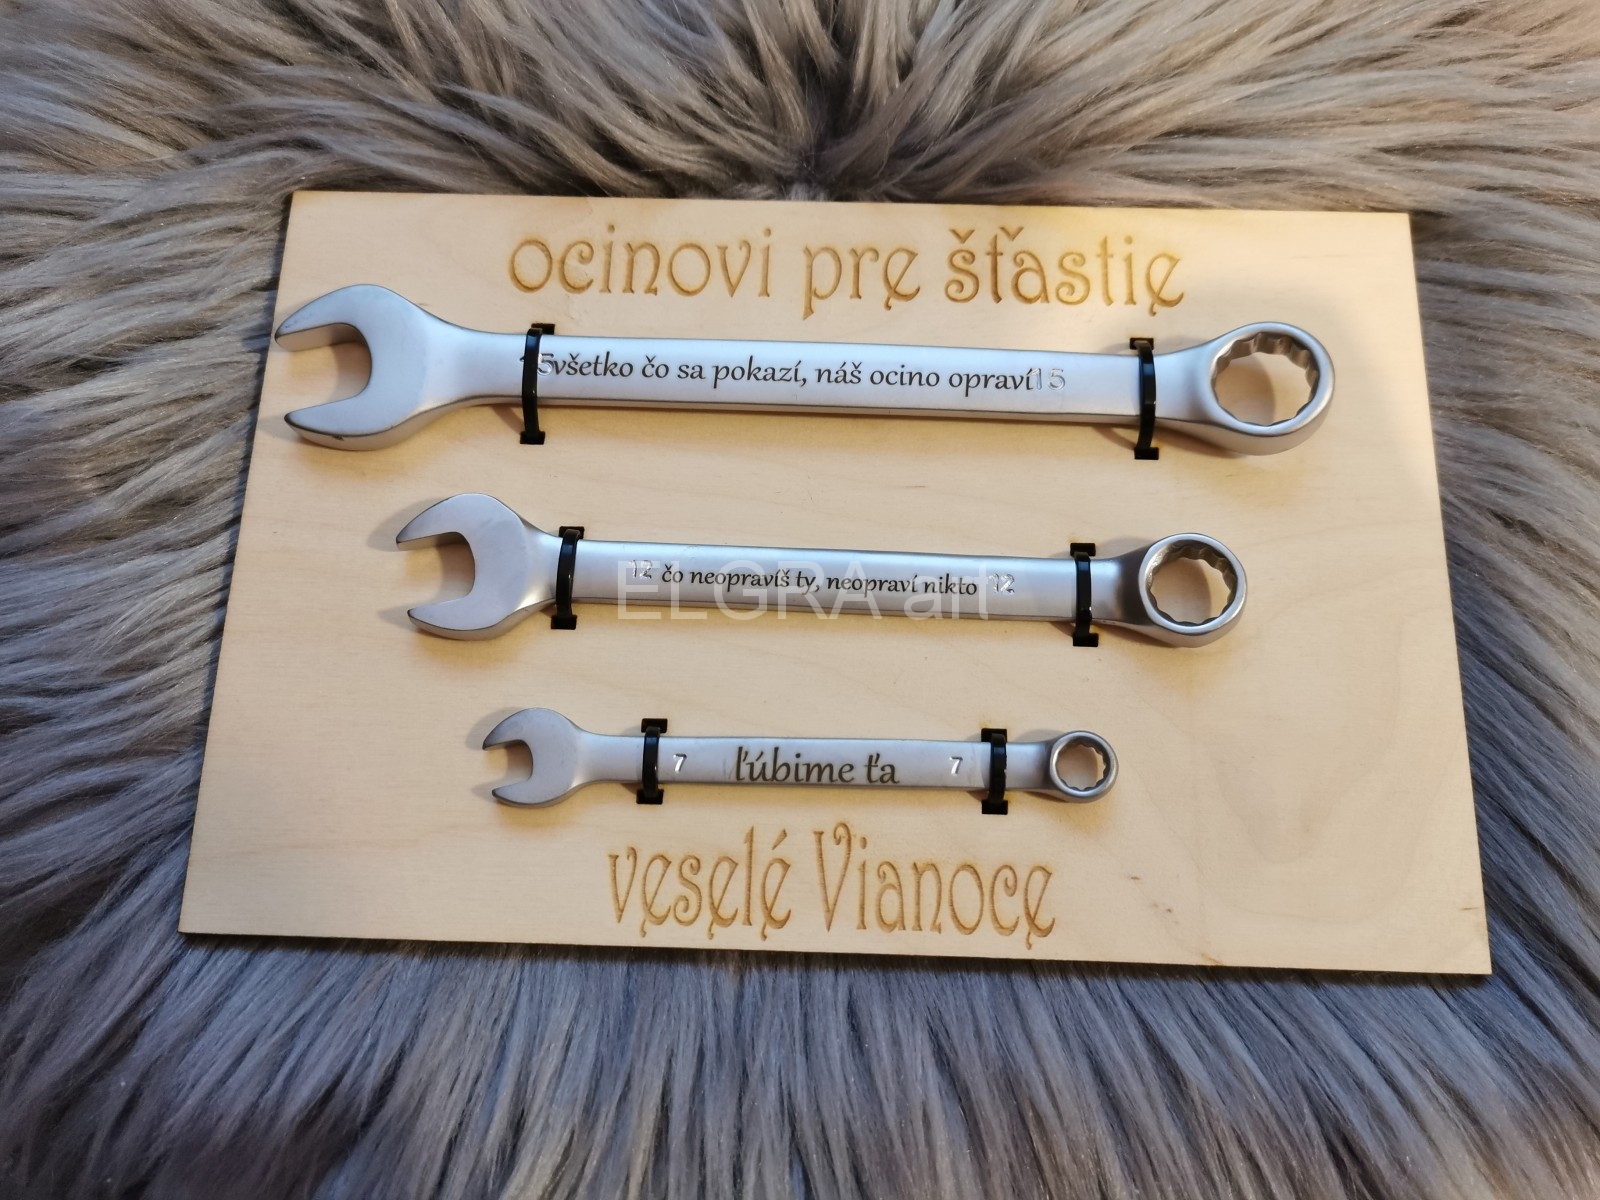 ocinovi pre šťastie
15 všetko čo sa pokazí, náš ocino opraví 15
12 čo neopravíš ty, neopraví nikto 12
ELGRA art
7 ľúbime ťa 7
veselé Vianoce